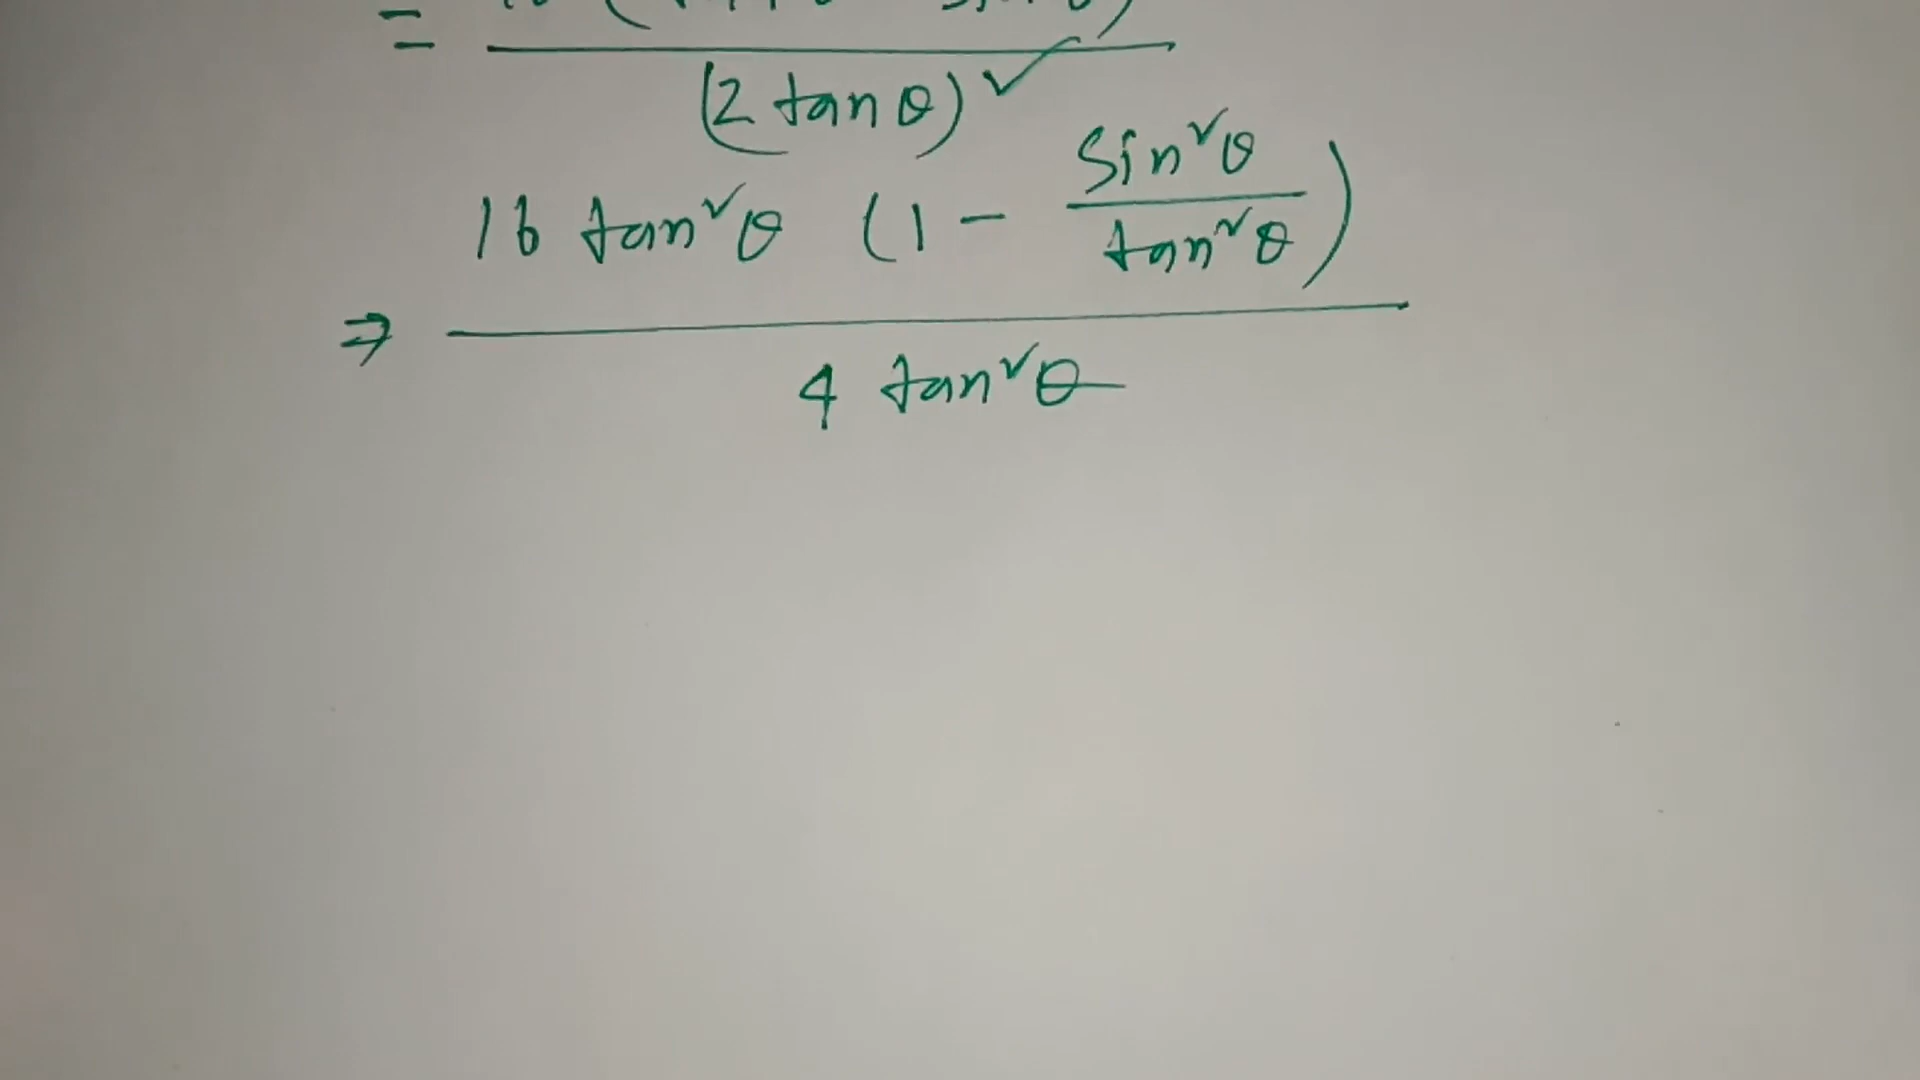 =
(2 tan θ)²
16 tan²θ (1 - sin²θ / tan²θ)
⇒
4 tan²θ